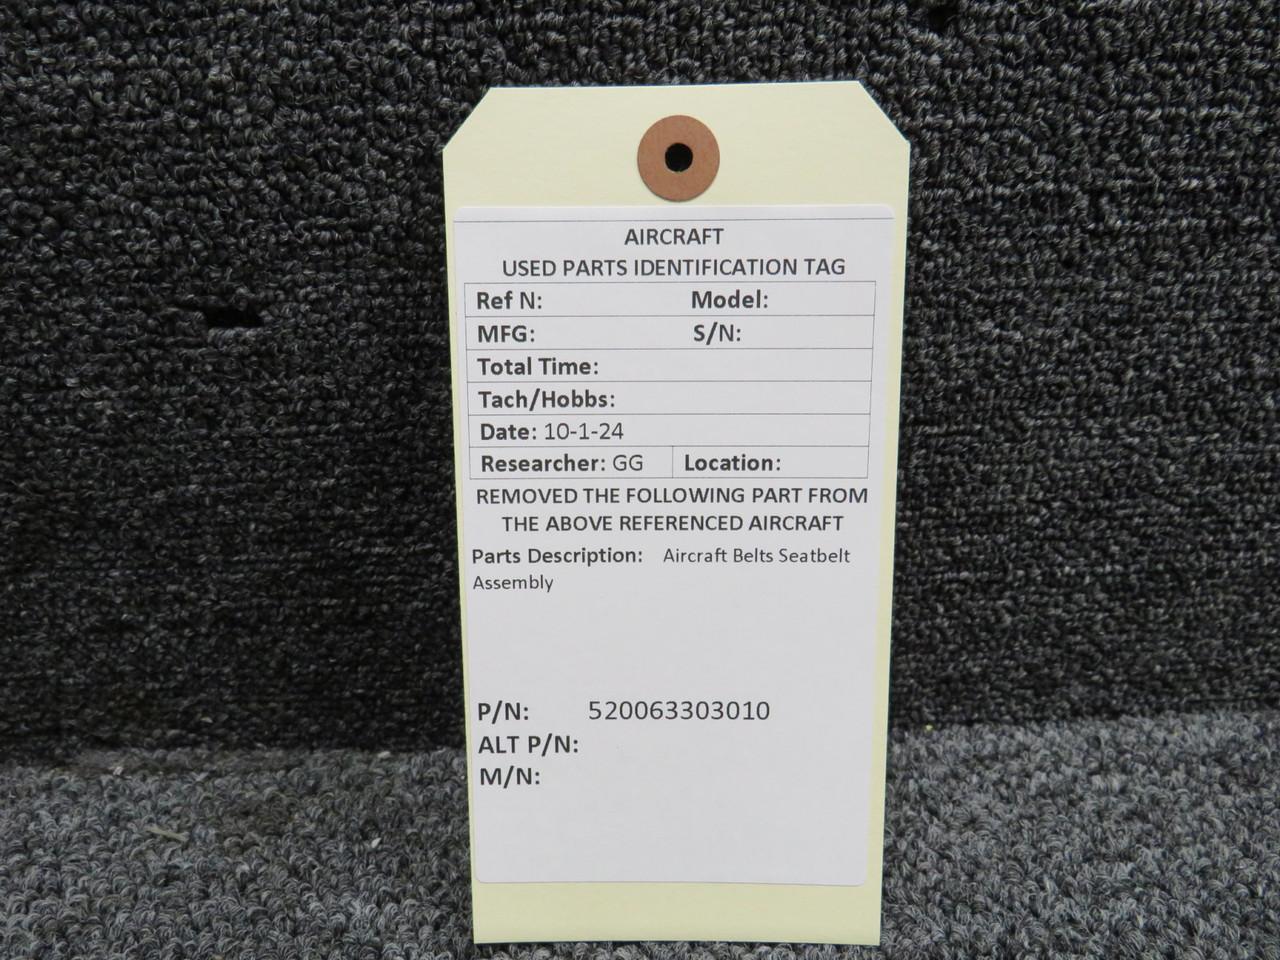 AIRCRAFT
USED PARTS IDENTIFICATION TAG
Ref N: Model:
MFG: S/N:
Total Time:
Tach/Hobbs:
Date: 10-1-24
Researcher: GG Location:
REMOVED THE FOLLOWING PART FROM
THE ABOVE REFERENCED AIRCRAFT
Parts Description: Aircraft Belts Seatbelt
Assembly
P/N: 520063303010
ALT P/N:
M/N: